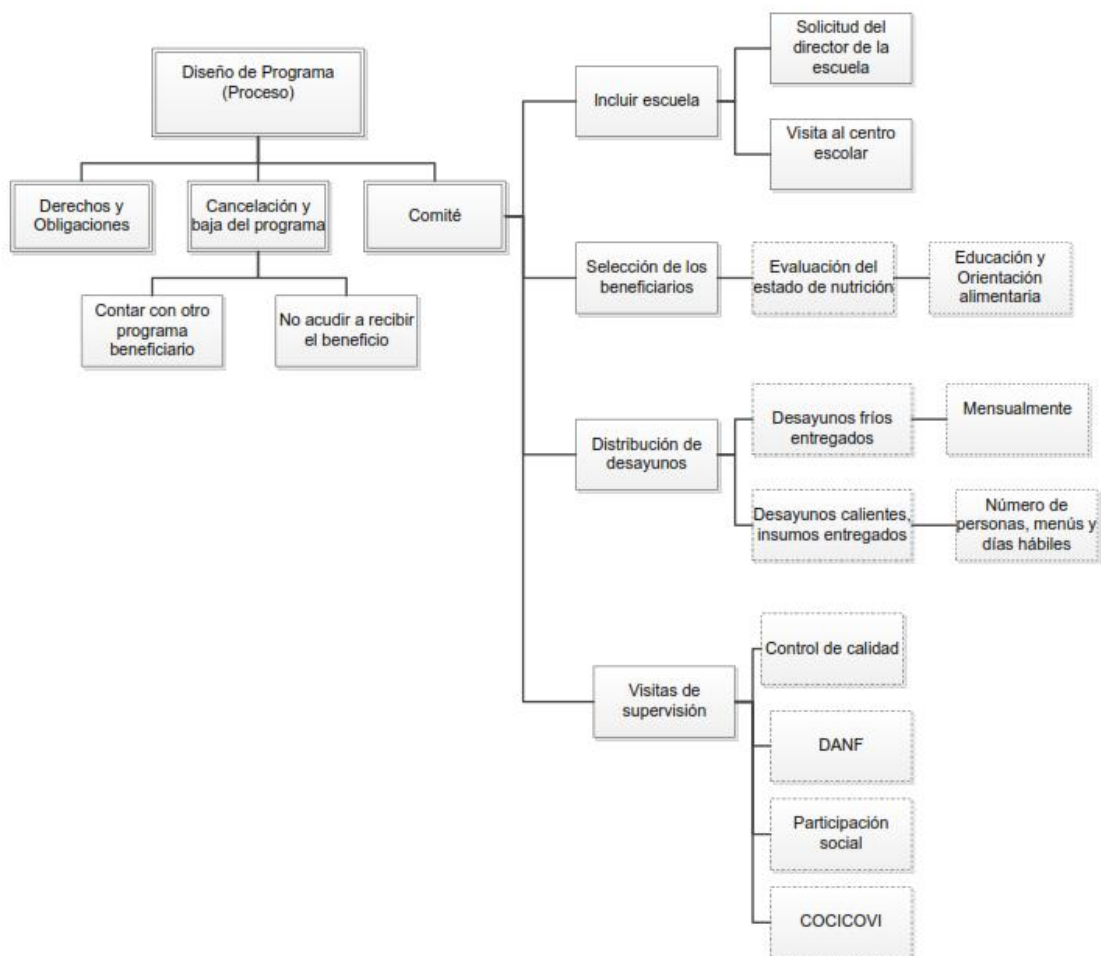 Diseño de Programa
(Proceso)
Derechos y
Obligaciones
Cancelación y
baja del programa
Comité
Contar con otro
programa
beneficiario
No acudir a recibir
el beneficio
Incluir escuela
Solicitud del
director de la
escuela
Visita al centro
escolar
Selección de los
beneficiarios
Evaluación del
estado de nutrición
Educación y
Orientación
alimentaria
Distribución de
desayunos
Desayunos fríos
entregados
Mensualmente
Desayunos calientes,
insumos entregados
Número de
personas, menús y
días hábiles
Visitas de
supervisión
Control de calidad
DANF
Participación
social
COCICOVI